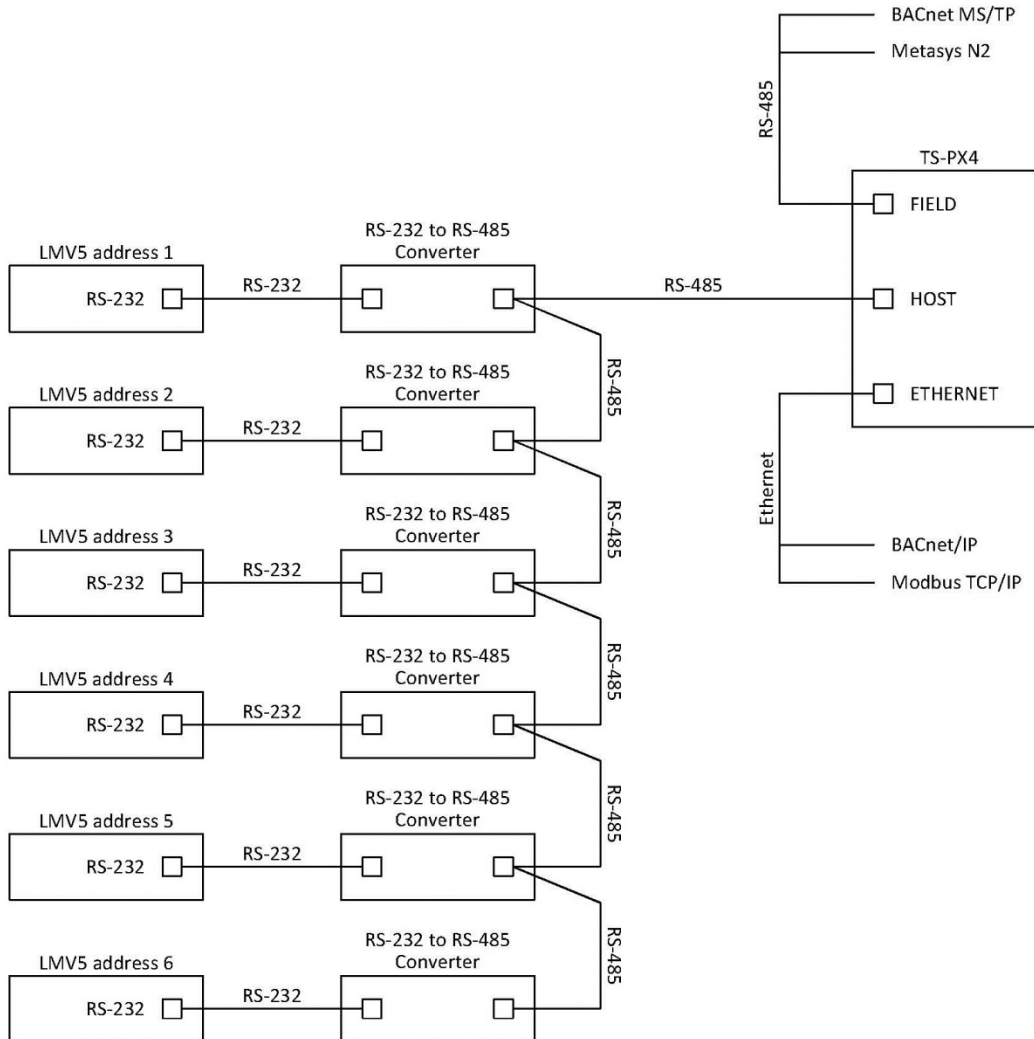 BACnet MS/TP
Metasys N2
RS-485
TS-PX4
FIELD
HOST
ETHERNET
Ethernet
BACnet/IP
Modbus TCP/IP
RS-485
LMV5 address 1
RS-232
RS-232
RS-232 to RS-485
Converter
RS-485
LMV5 address 2
RS-232
RS-232
RS-232 to RS-485
Converter
RS-485
LMV5 address 3
RS-232
RS-232
RS-232 to RS-485
Converter
RS-485
LMV5 address 4
RS-232
RS-232
RS-232 to RS-485
Converter
RS-485
LMV5 address 5
RS-232
RS-232
RS-232 to RS-485
Converter
RS-485
LMV5 address 6
RS-232
RS-232
RS-232 to RS-485
Converter